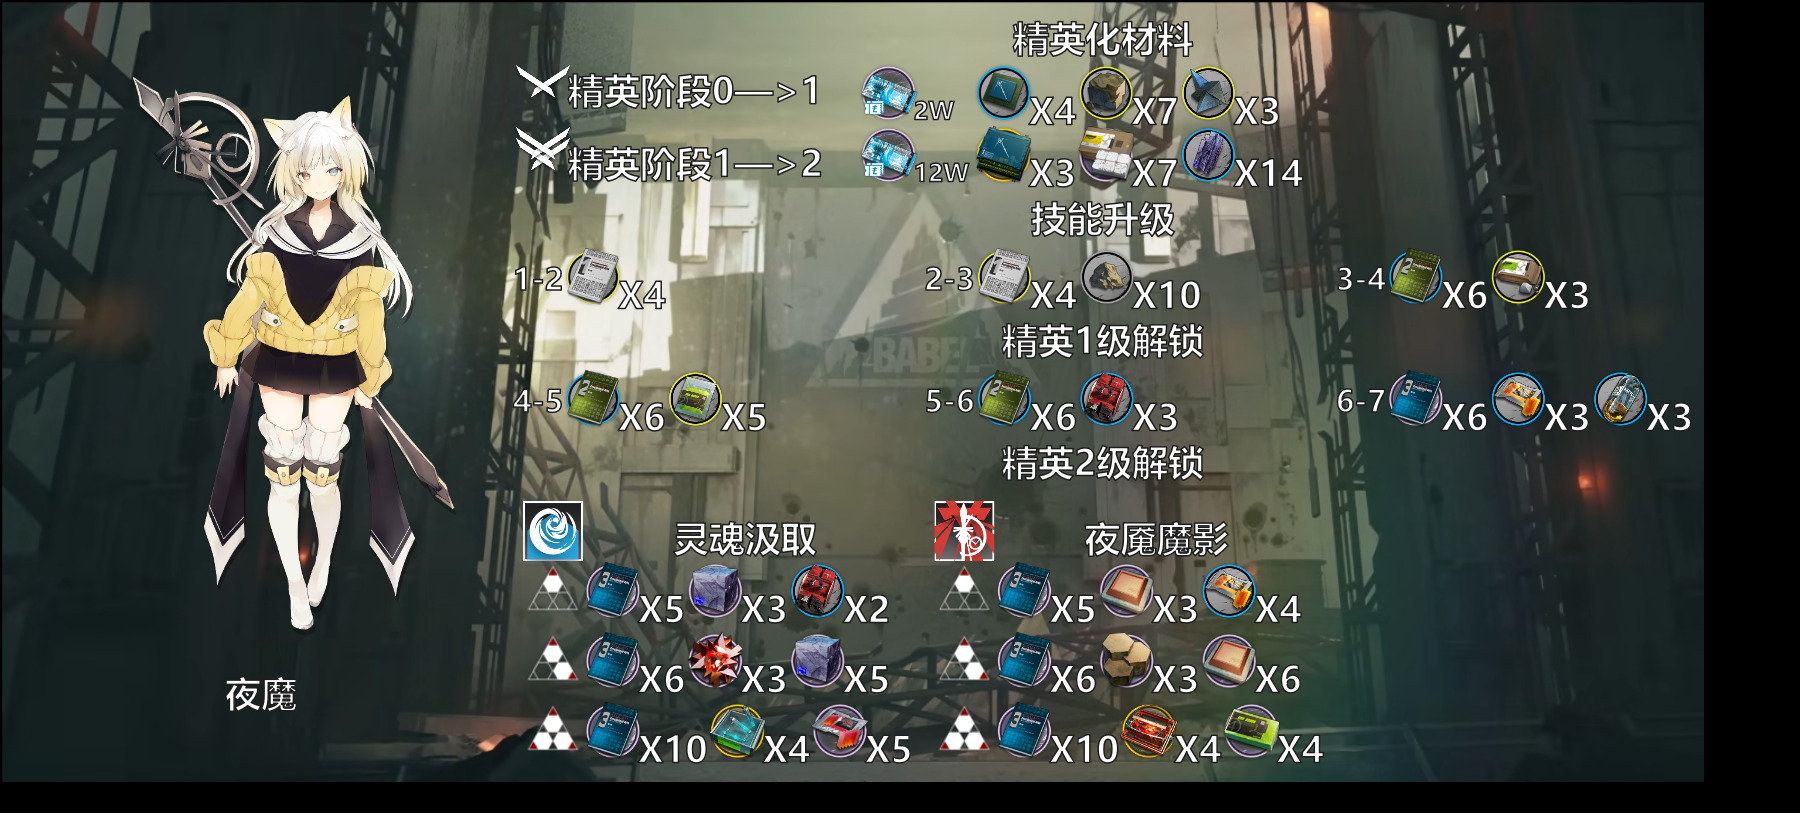 精英化材料
精英阶段0—>1 2W X4 X7 X3
精英阶段1—>2 12W X3 X7 X14
技能升级
1-2 X4 2-3 X4 X10 3-4 X6 X3
BABEL
精英1级解锁
4-5 X6 X5 5-6 X6 X3 6-7 X6 X3 X3
精英2级解锁
灵魂汲取 夜魇魔影
X5 X3 X2 X5 X3 X4
X6 X3 X5 X6 X3 X6
夜魔
X10 X4 X5 X10 X4 X4